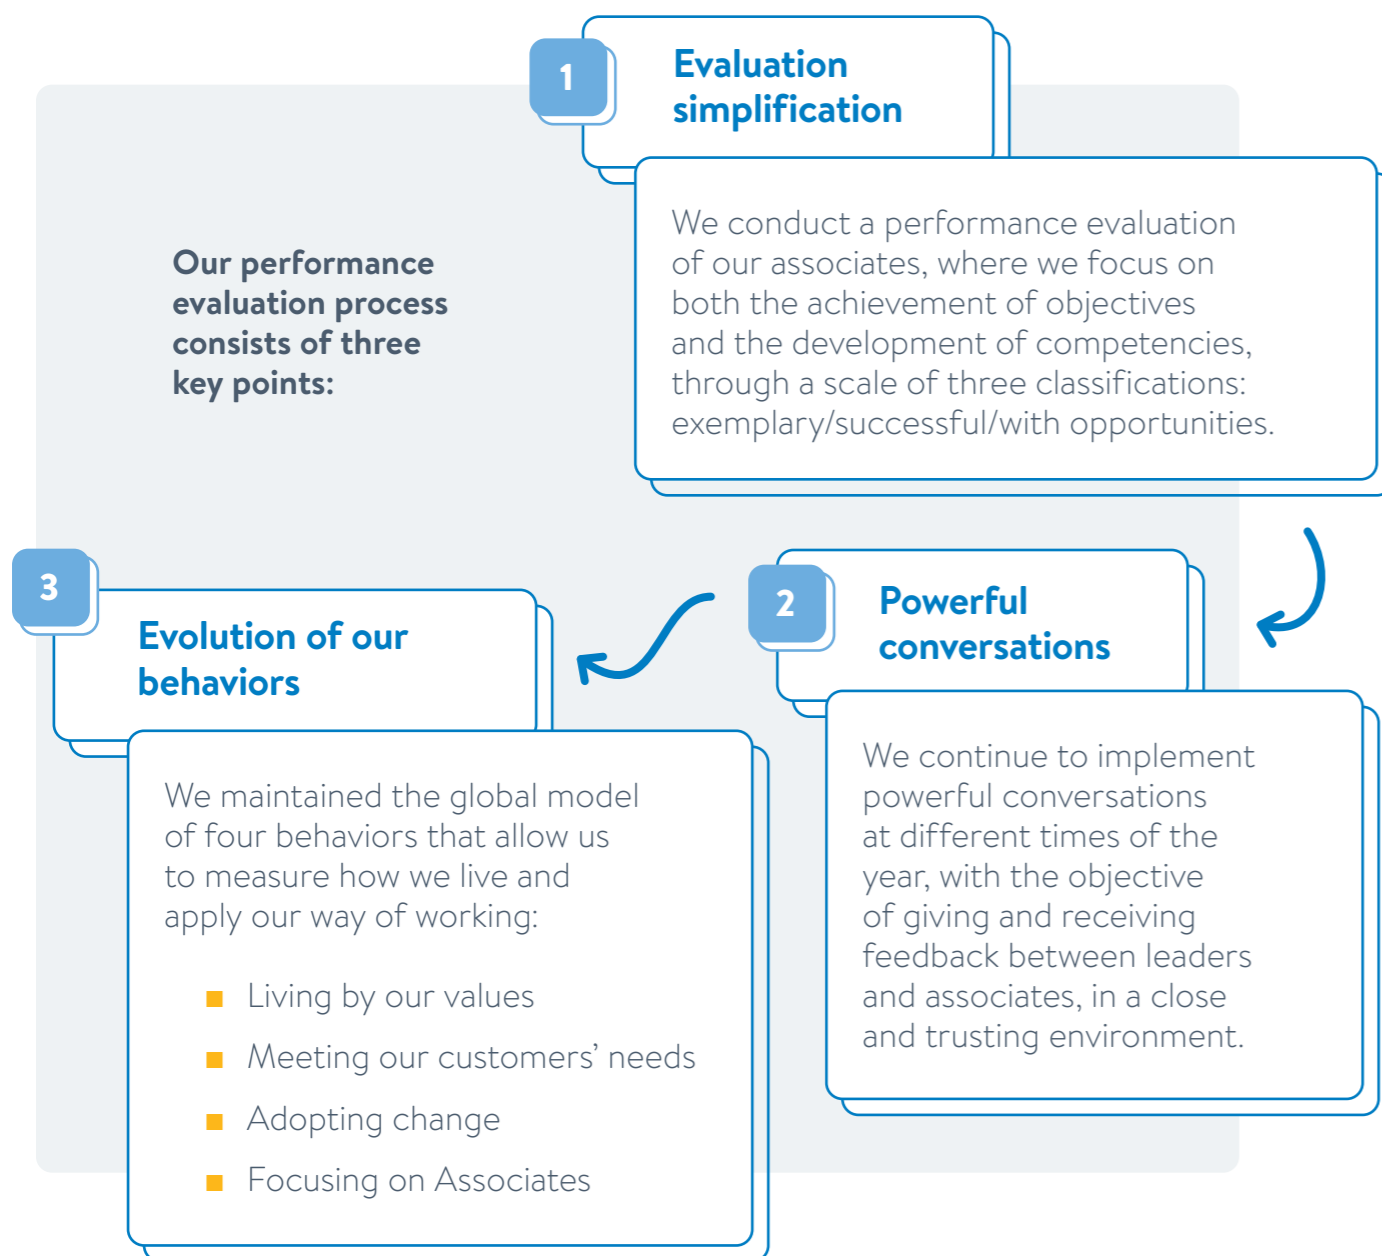 Our performance
evaluation process
consists of three
key points:
1
Evaluation
simplification
We conduct a performance evaluation
of our associates, where we focus on
both the achievement of objectives
and the development of competencies,
through a scale of three classifications:
exemplary/successful/with opportunities.
2
Powerful
conversations
We continue to implement
powerful conversations
at different times of the
year, with the objective
of giving and receiving
feedback between leaders
and associates, in a close
and trusting environment.
3
Evolution of our
behaviors
We maintained the global model
of four behaviors that allow us
to measure how we live and
apply our way of working:
■ Living by our values
■ Meeting our customers’ needs
■ Adopting change
■ Focusing on Associates